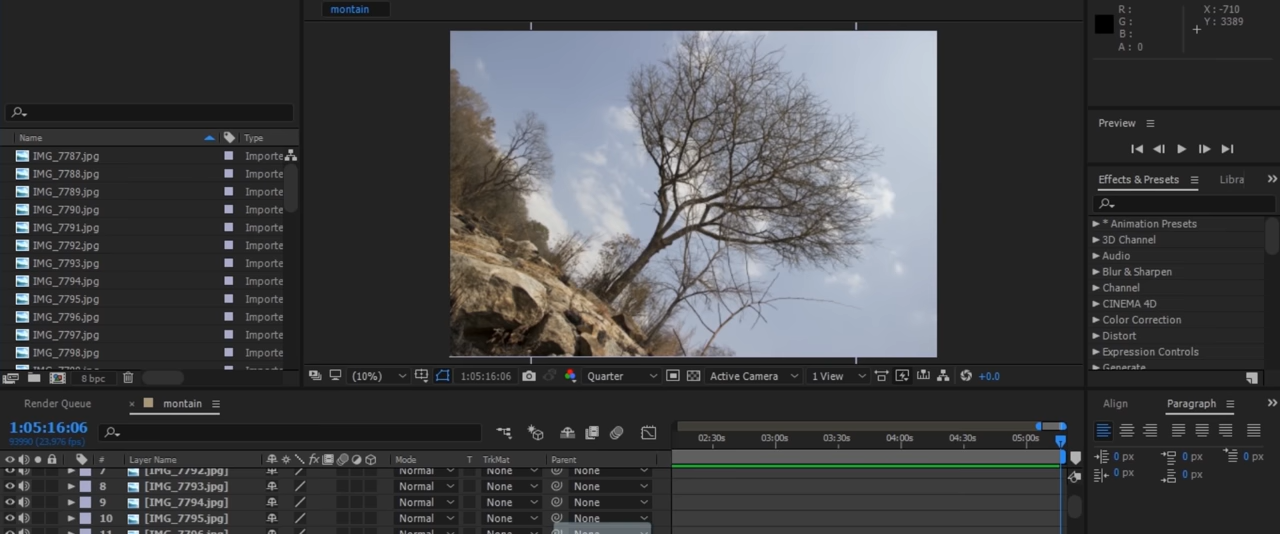 montain
R :
G :
B :
A : 0
X : -710
Y : 3389
Preview
Name
Type
IMG_7787.jpg Importe
IMG_7788.jpg Importe
IMG_7789.jpg Importe
IMG_7790.jpg Importe
IMG_7791.jpg Importe
IMG_7792.jpg Importe
IMG_7793.jpg Importe
IMG_7794.jpg Importe
IMG_7795.jpg Importe
IMG_7796.jpg Importe
IMG_7797.jpg Importe
IMG_7798.jpg Importe
8 bpc
Effects & Presets Libra
* Animation Presets
3D Channel
Audio
Blur & Sharpen
Channel
CINEMA 4D
Color Correction
Distort
Expression Controls
Generate
(10%) 1:05:16:06 Quarter Active Camera 1 View +0.0
Render Queue × montain
1:05:16:06
93990 (23.976 fps)
02:30s 03:00s 03:30s 04:00s 04:30s 05:00s
# Layer Name Mode T TrkMat Parent
7 [IMG_7792.jpg] Normal None None
8 [IMG_7793.jpg] Normal None None
9 [IMG_7794.jpg] Normal None None
10 [IMG_7795.jpg] Normal None None
11 [IMG_7796.jpg] Normal None None
Align Paragraph
0 px 0 px 0 px
0 px 0 px